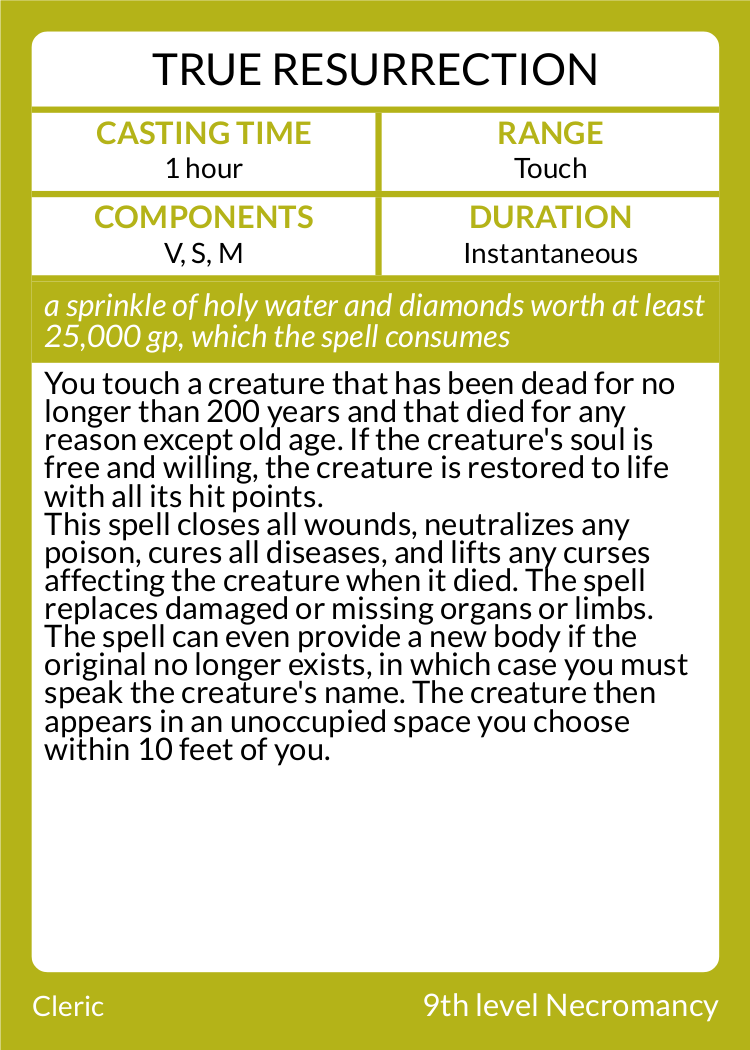 TRUE RESURRECTION
CASTING TIME
1 hour
RANGE
Touch
COMPONENTS
V, S, M
DURATION
Instantaneous
a sprinkle of holy water and diamonds worth at least
25,000 gp, which the spell consumes
You touch a creature that has been dead for no
longer than 200 years and that died for any
reason except old age. If the creature's soul is
free and willing, the creature is restored to life
with all its hit points.
This spell closes all wounds, neutralizes any
poison, cures all diseases, and lifts any curses
affecting the creature when it died. The spell
replaces damaged or missing organs or limbs.
The spell can even provide a new body if the
original no longer exists, in which case you must
speak the creature's name. The creature then
appears in an unoccupied space you choose
within 10 feet of you.
Cleric
9th level Necromancy